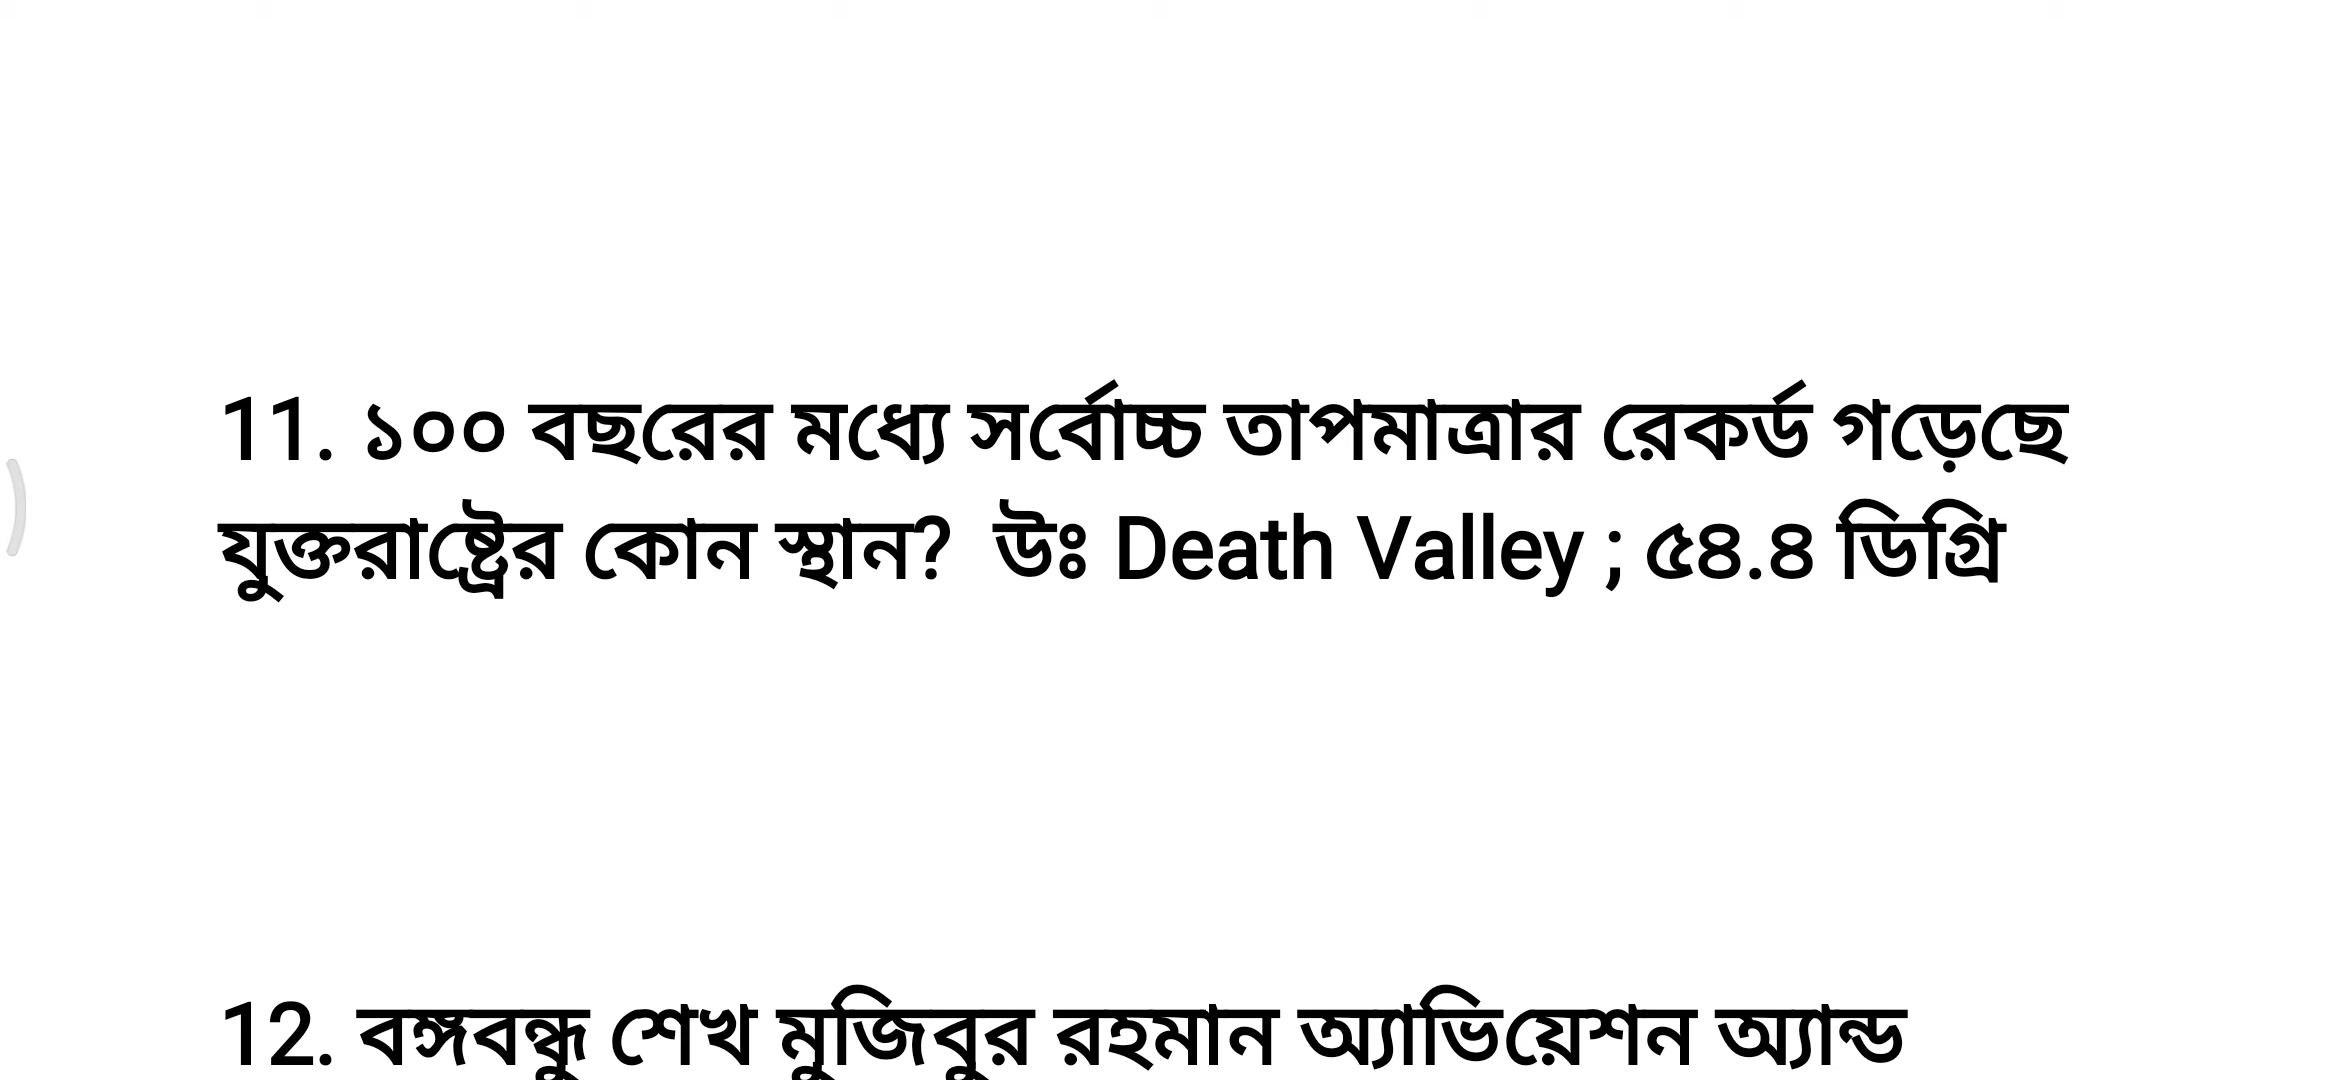 11. ১০০ বছরের মধ্যে সর্বোচ্চ তাপমাত্রার রেকর্ড গড়েছে
যুক্তরাষ্ট্রের কোন স্থান?  উঃ Death Valley ; ৫৪.৪ ডিগ্রি
12. বঙ্গবন্ধু শেখ মুজিবুর রহমান অ্যাভিয়েশন অ্যান্ড